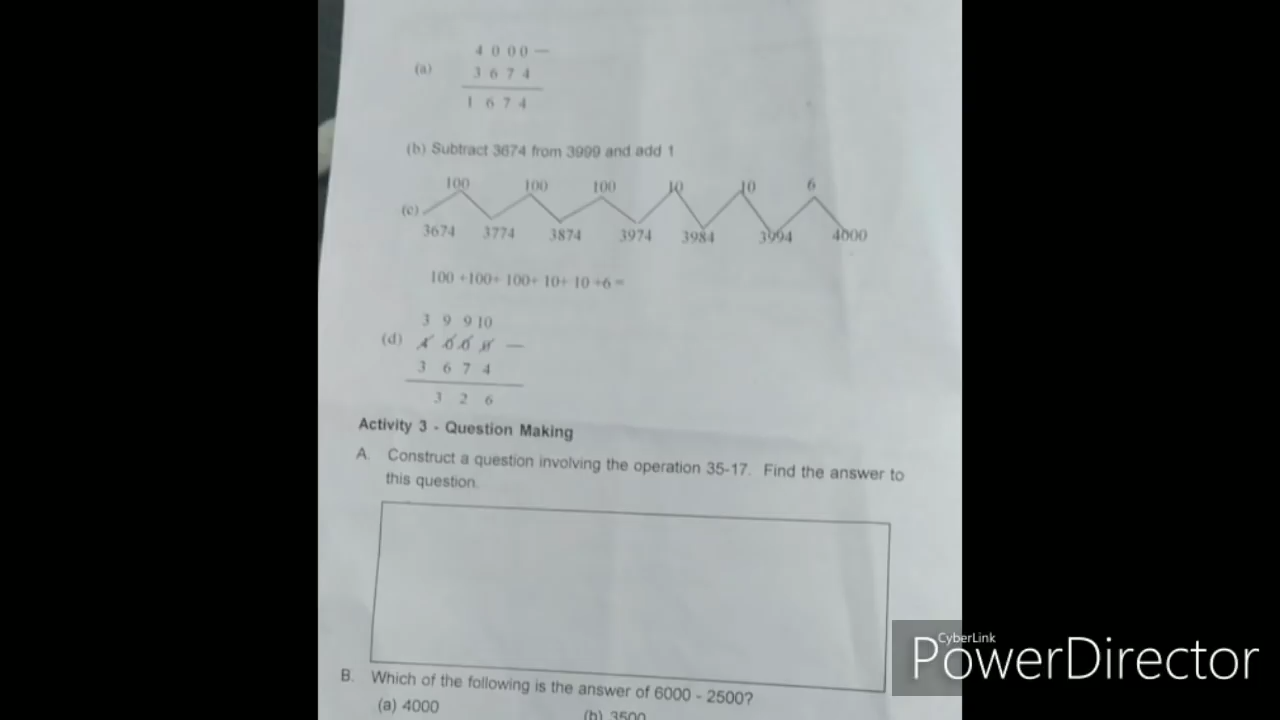 4 0 0 0 —
(a) 3 6 7 4
1 6 7 4
(b) Subtract 3674 from 3999 and add 1
100 100 100 10 10 6
(c)
3674 3774 3874 3974 3984 3994 4000
100 +100+ 100+ 10+ 10 +6 =
3 9 9 10
(d) 4 0 0 0 —
3 6 7 4
3 2 6
Activity 3 - Question Making
A. Construct a question involving the operation 35-17. Find the answer to
this question.
B. Which of the following is the answer of 6000 - 2500?
(a) 4000 (b) 3500
CyberLink
PowerDirector